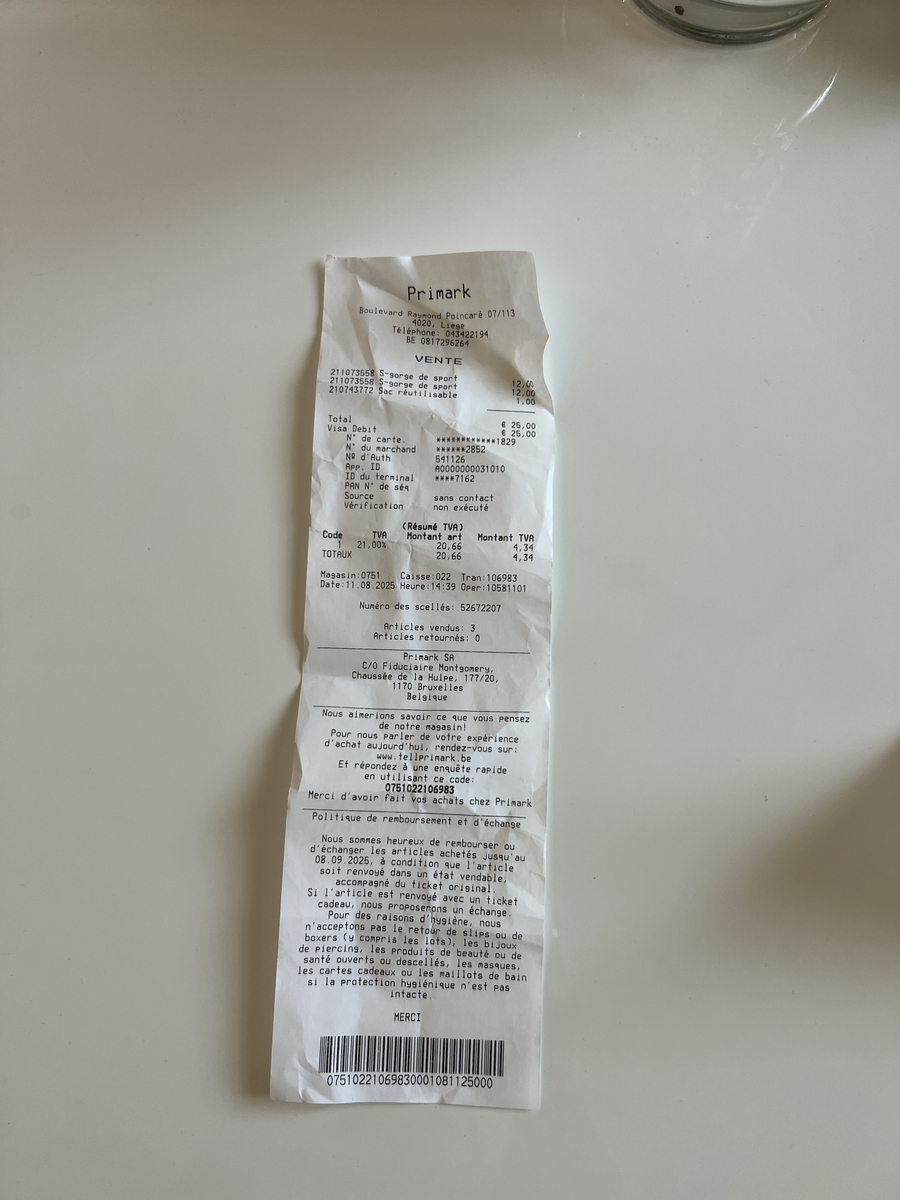 Primark
Boulevard Raymond Poincaré 07/113
4020, Liege
Téléphone: 043422194
BE 0817296264
VENTE
211073558 S-gorge de sport 12,00
211073558 S-gorge de sport 12,00
210743772 Sac réutilisable 1,00
Total € 25,00
Visa Debit € 25,00
N° de carte. ************1829
N° du marchand ******2852
Nº d'Auth 541126
App. ID A0000000031010
ID du terminal ****7162
PAN N° de séq
Source sans contact
Vérification non exécuté
(Résumé TVA)
Code TVA Montant art Montant TVA
1 21,00% 20,66 4,34
TOTAUX 20,66 4,34
Magasin:0751 Caisse:022 Tran:106983
Date:11.08.2025 Heure:14:39 Oper:10581101
Numéro des scellés: 52672207
Articles vendus: 3
Articles retournés: 0
Primark SA
C/O Fiduciaire Montgomery,
Chaussée de la Hulpe, 177/20,
1170 Bruxelles
Belgique
Nous aimerions savoir ce que vous pensez
de notre magasin!
Pour nous parler de votre expérience
d'achat aujourd'hui, rendez-vous sur:
www.tellprimark.be
Et répondez à une enquête rapide
en utilisant ce code:
0751022106983
Merci d'avoir fait vos achats chez Primark
Politique de remboursement et d'échange
Nous sommes heureux de rembourser ou
d'échanger les articles achetés jusqu'au
08.09.2025, à condition que l'article
soit renvoyé dans un état vendable,
accompagné du ticket original.
Si l'article est renvoyé avec un ticket
cadeau, nous proposerons un échange.
Pour des raisons d'hygiène, nous
n'acceptons pas le retour de slips ou de
boxers (y compris les lots), les bijoux
de piercing, les produits de beauté ou de
santé ouverts ou descellés, les masques,
les cartes cadeaux ou les maillots de bain
si la protection hygiénique n'est pas
intacte.
MERCI
07510221069830001081125000